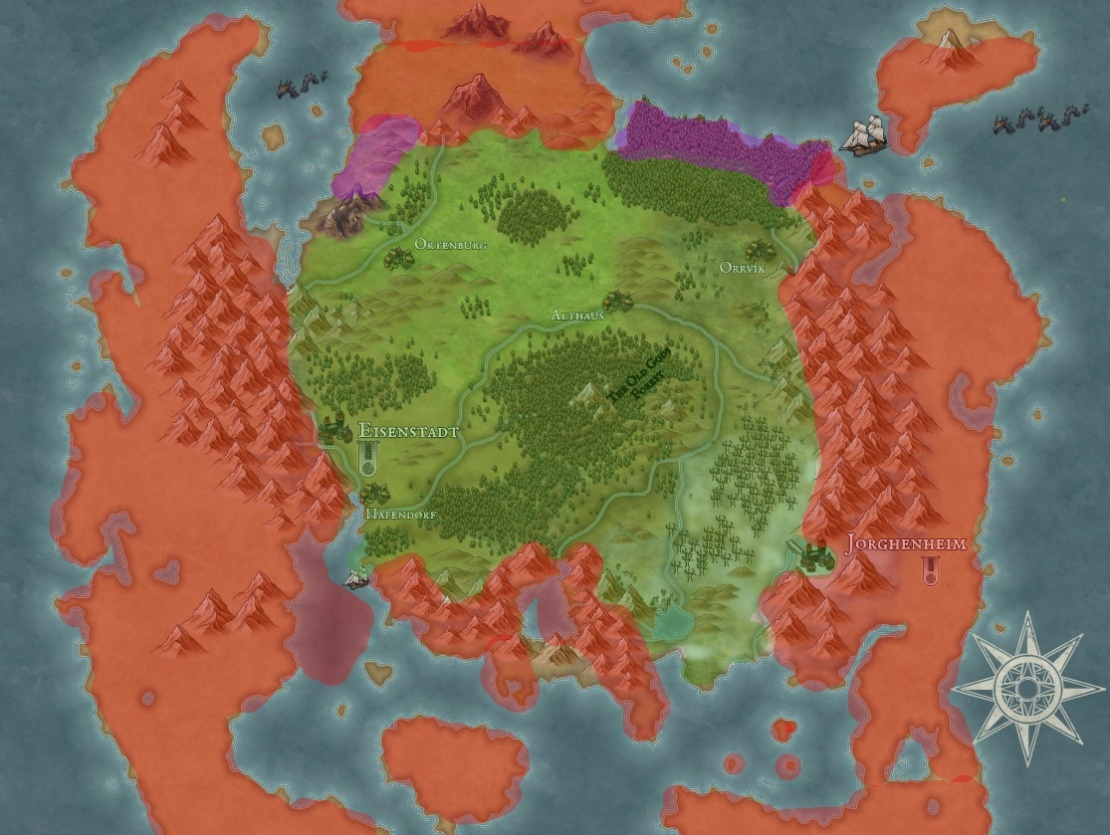 Ortenburg
Orrvik
Althaus
The Old Gods
Forest
Eisenstadt
Hafendorf
Jorghenheim